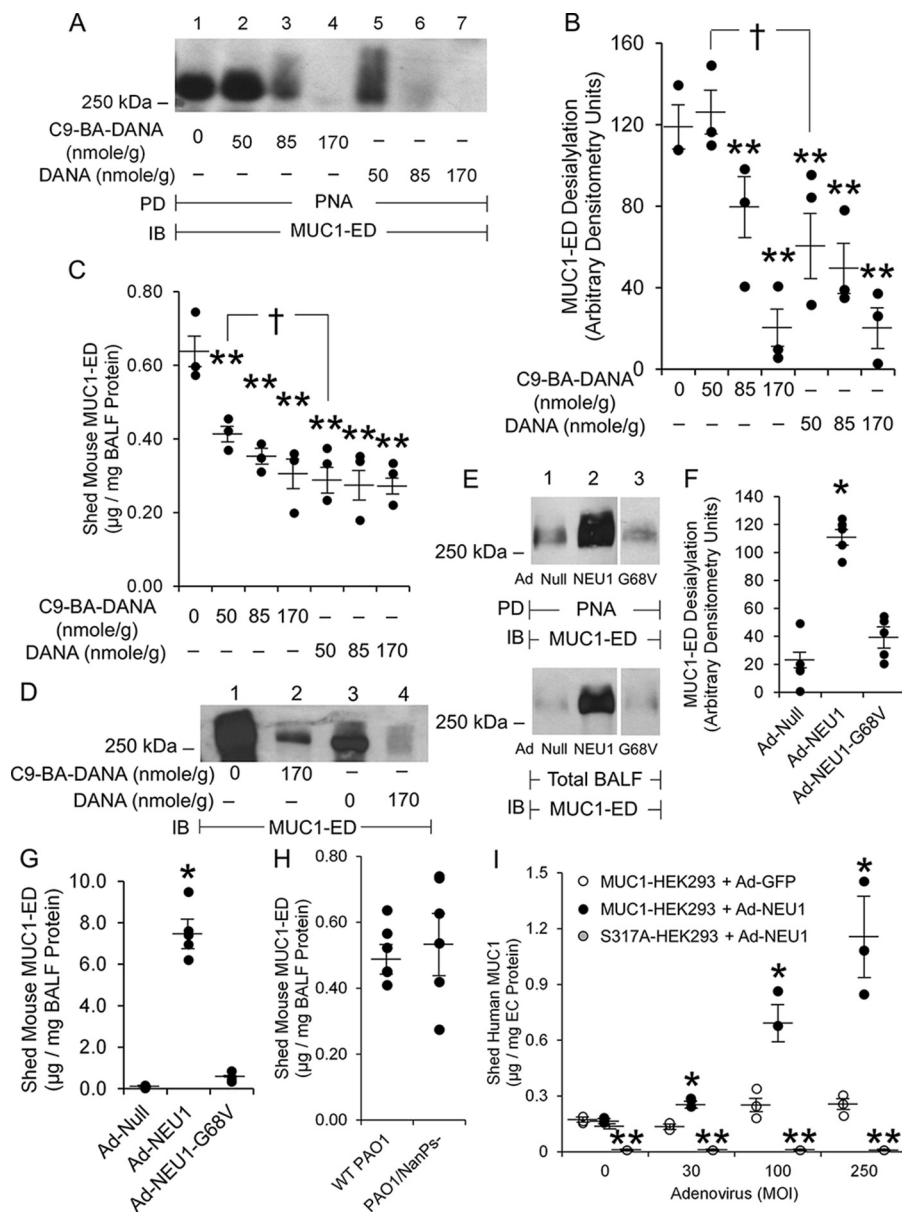 A
1 2 3 4 5 6 7
250 kDa –
C9-BA-DANA (nmole/g) 0 50 85 170 – – –
DANA (nmole/g) – – – – 50 85 170
PD PNA
IB MUC1-ED
B
MUC1-ED Desialylation
(Arbitrary Densitometry Units)
160
120
80
40
0
†
** ** ** ** **
C9-BA-DANA (nmole/g) 0 50 85 170 – – –
DANA (nmole/g) – – – – 50 85 170
C
Shed Mouse MUC1-ED
(µg / mg BALF Protein)
0.80
0.60
0.40
0.20
0.00
†
** ** ** ** ** **
C9-BA-DANA (nmole/g) 0 50 85 170 – – –
DANA (nmole/g) – – – – 50 85 170
D
1 2 3 4
250 kDa –
C9-BA-DANA (nmole/g) 0 170 – –
DANA (nmole/g) – – 0 170
IB MUC1-ED
E
1 2 3
250 kDa –
Ad Null NEU1 G68V
PD PNA
IB MUC1-ED
250 kDa –
Ad Null NEU1 G68V
Total BALF
IB MUC1-ED
F
MUC1-ED Desialylation
(Arbitrary Densitometry Units)
140
120
100
80
60
40
20
0
*
Ad-Null
Ad-NEU1
Ad-NEU1-G68V
G
Shed Mouse MUC1-ED
(µg / mg BALF Protein)
10.0
8.0
6.0
4.0
2.0
0.0
*
Ad-Null
Ad-NEU1
Ad-NEU1-G68V
H
Shed Mouse MUC1-ED
(µg / mg BALF Protein)
0.80
0.60
0.40
0.20
0.00
WT PAO1
PAO1/NanPs-
I
Shed Human MUC1
(µg / mg EC Protein)
1.5
1.2
0.9
0.6
0.3
0
MUC1-HEK293 + Ad-GFP
MUC1-HEK293 + Ad-NEU1
S317A-HEK293 + Ad-NEU1
* * *
** ** ** **
0 30 100 250
Adenovirus (MOI)